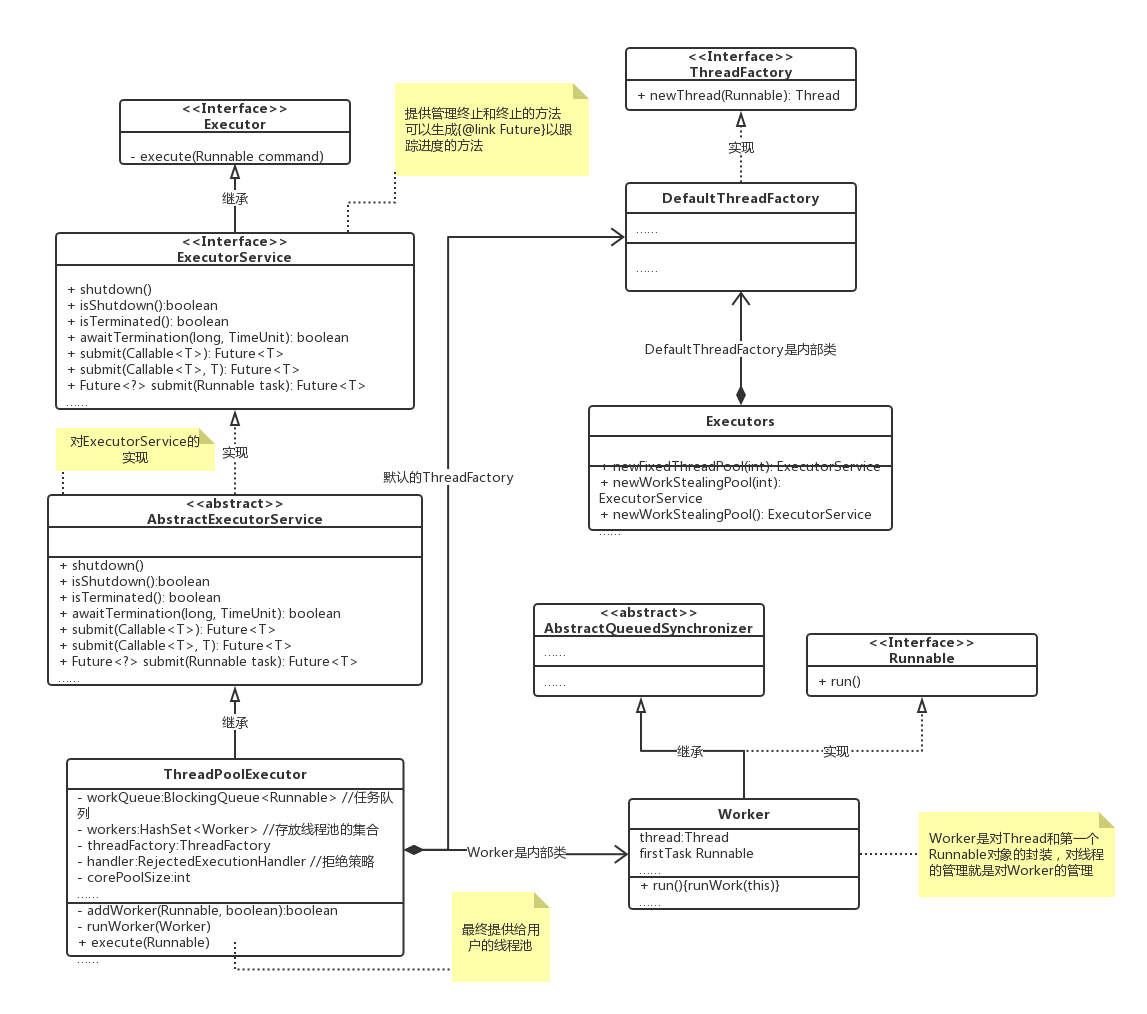 <<Interface>>
Executor
- execute(Runnable command)
继承
提供管理终止和终止的方法
可以生成{@link Future}以跟
踪进度的方法
<<Interface>>
ExecutorService
+ shutdown()
+ isShutdown():boolean
+ isTerminated(): boolean
+ awaitTermination(long, TimeUnit): boolean
+ submit(Callable<T>): Future<T>
+ submit(Callable<T>, T): Future<T>
+ Future<?> submit(Runnable task): Future<T>
......
对ExecutorService的
实现
实现
<<abstract>>
AbstractExecutorService
+ shutdown()
+ isShutdown():boolean
+ isTerminated(): boolean
+ awaitTermination(long, TimeUnit): boolean
+ submit(Callable<T>): Future<T>
+ submit(Callable<T>, T): Future<T>
+ Future<?> submit(Runnable task): Future<T>
......
继承
ThreadPoolExecutor
- workQueue:BlockingQueue<Runnable> //任务队
列
- workers:HashSet<Worker> //存放线程池的集合
- threadFactory:ThreadFactory
- handler:RejectedExecutionHandler //拒绝策略
- corePoolSize:int
......
- addWorker(Runnable, boolean):boolean
- runWorker(Worker)
+ execute(Runnable)
......
最终提供给用
户的线程池
默认的ThreadFactory
Worker是内部类
<<Interface>>
ThreadFactory
+ newThread(Runnable): Thread
实现
DefaultThreadFactory
......
......
DefaultThreadFactory是内部类
Executors
+ newFixedThreadPool(int): ExecutorService
+ newWorkStealingPool(int):
ExecutorService
+ newWorkStealingPool(): ExecutorService
......
<<abstract>>
AbstractQueuedSynchronizer
......
......
<<Interface>>
Runnable
+ run()
继承
实现
Worker
thread:Thread
firstTask Runnable
......
+ run(){runWork(this)}
......
Worker是对Thread和第一个
Runnable对象的封装，对线程
的管理就是对Worker的管理